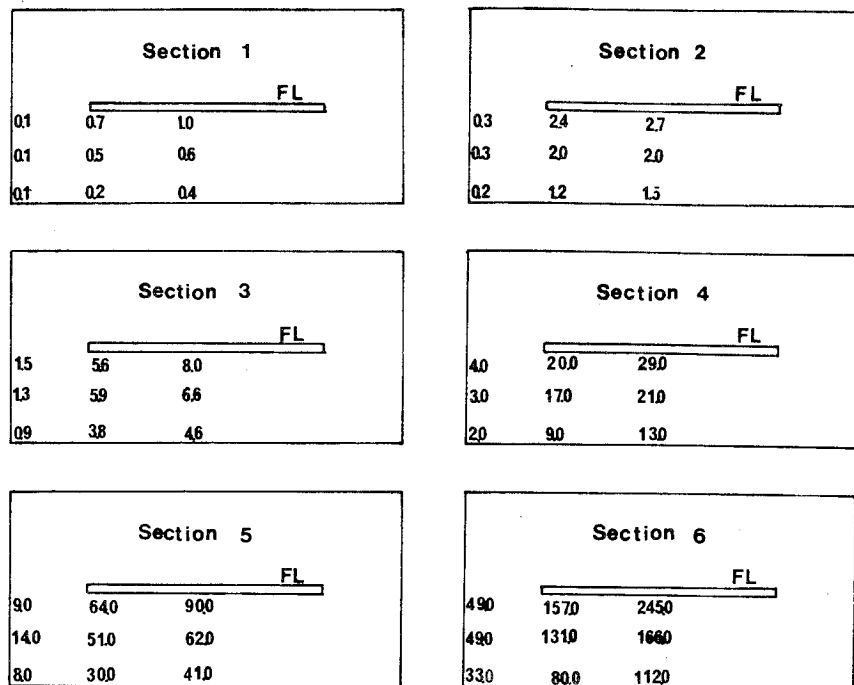 Section 1
FL
0.1 0.7 1.0
0.1 0.5 0.6
0.1 0.2 0.4
Section 2
FL
0.3 2.4 2.7
0.3 2.0 2.0
0.2 1.2 1.5
Section 3
FL
1.5 5.6 8.0
1.3 5.9 6.6
0.9 3.8 4.6
Section 4
FL
4.0 20.0 29.0
3.0 17.0 21.0
2.0 9.0 13.0
Section 5
FL
9.0 64.0 90.0
14.0 51.0 62.0
8.0 30.0 41.0
Section 6
FL
49.0 157.0 245.0
49.0 131.0 166.0
33.0 80.0 112.0